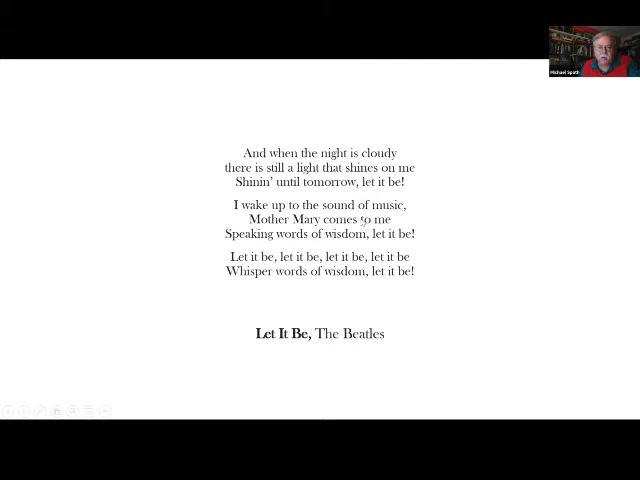 Michael Spath
And when the night is cloudy
there is still a light that shines on me
Shinin’ until tomorrow, let it be!
I wake up to the sound of music,
Mother Mary comes to me
Speaking words of wisdom, let it be!
Let it be, let it be, let it be, let it be
Whisper words of wisdom, let it be!
Let It Be, The Beatles